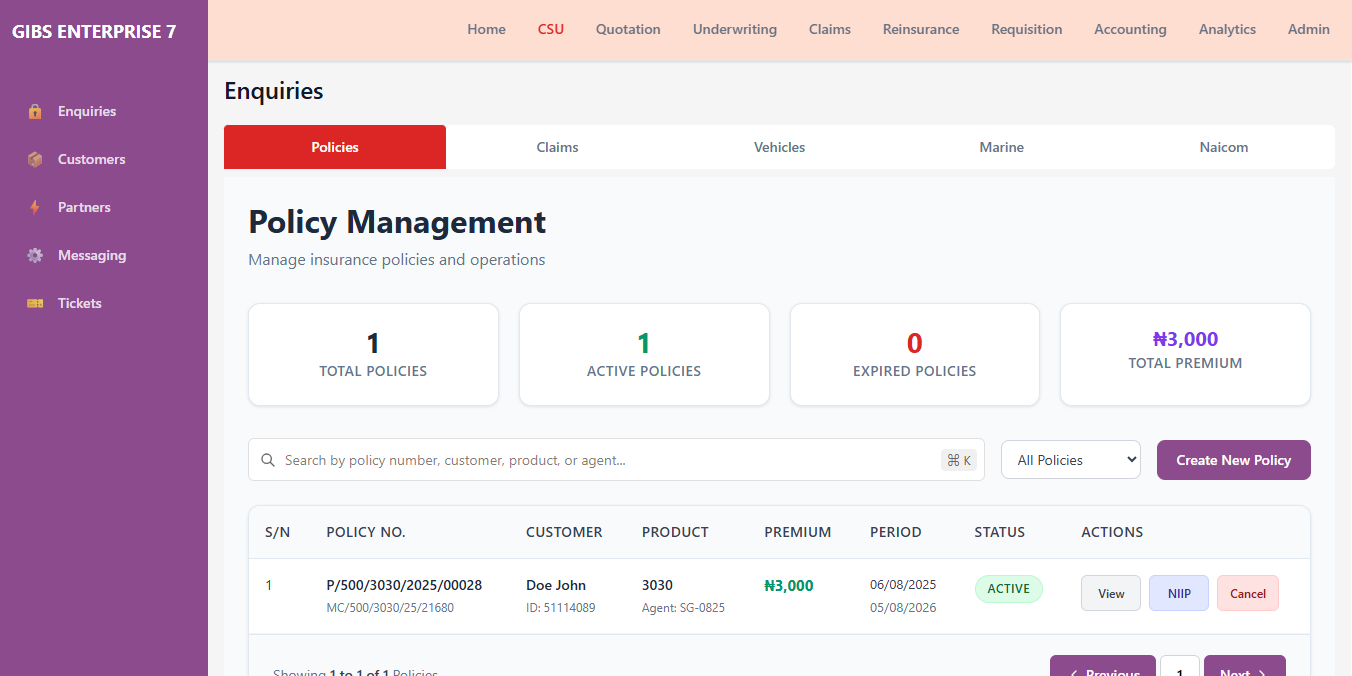 GIBS ENTERPRISE 7
Home CSU Quotation Underwriting Claims Reinsurance Requisition Accounting Analytics Admin
Enquiries
Customers
Partners
Messaging
Tickets
Enquiries
Policies Claims Vehicles Marine Naicom
Policy Management
Manage insurance policies and operations
1 1 0 ₦3,000
TOTAL POLICIES ACTIVE POLICIES EXPIRED POLICIES TOTAL PREMIUM
Search by policy number, customer, product, or agent... ⌘ K All Policies Create New Policy
S/N POLICY NO. CUSTOMER PRODUCT PREMIUM PERIOD STATUS ACTIONS
1 P/500/3030/2025/00028 Doe John 3030 ₦3,000 06/08/2025 ACTIVE View NIIP Cancel
MC/500/3030/25/21680 ID: 51114089 Agent: SG-0825 05/08/2026
Showing 1 to 1 of 1 Policies Previous 1 Next